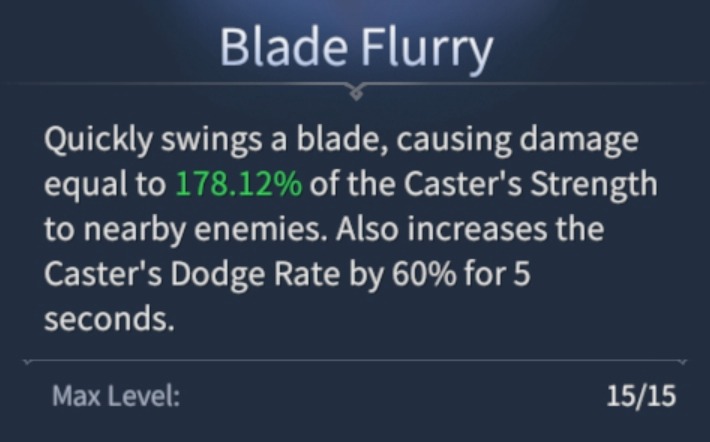 Blade Flurry
Quickly swings a blade, causing damage
equal to 178.12% of the Caster's Strength
to nearby enemies. Also increases the
Caster's Dodge Rate by 60% for 5
seconds.
Max Level: 15/15